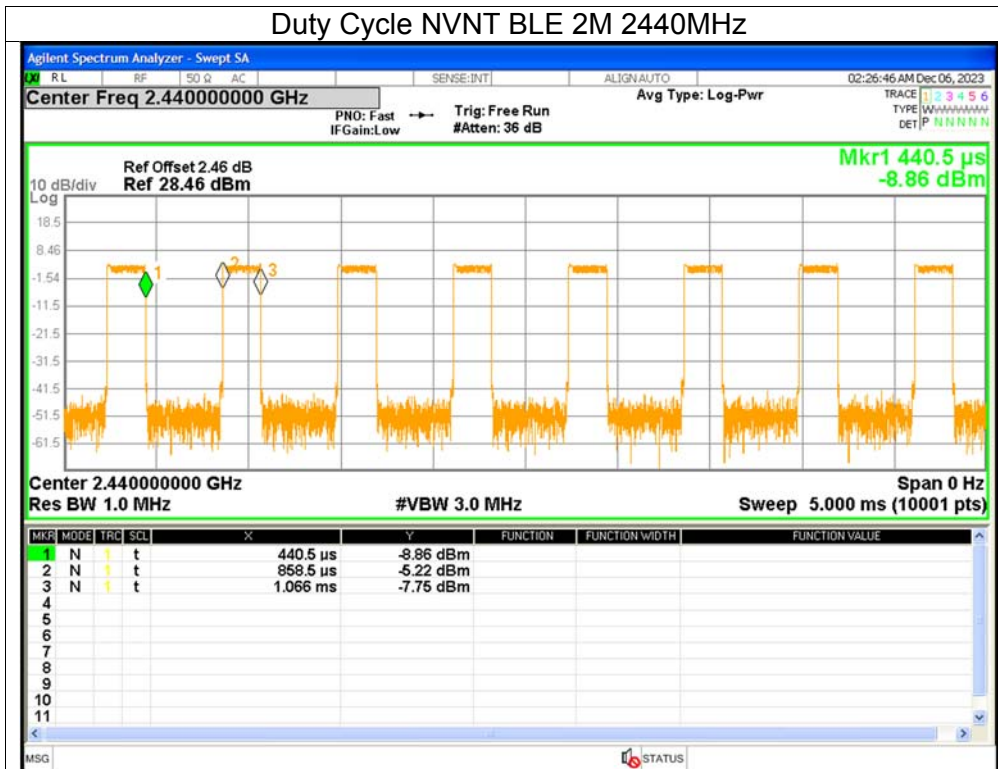 Duty Cycle NVNT BLE 2M 2440MHz
Agilent Spectrum Analyzer - Swept SA
LXI RL RF 50 Ω AC SENSE:INT ALIGNAUTO 02:26:46 AM Dec 06, 2023
Center Freq 2.440000000 GHz
PNO: Fast
IFGain:Low
Trig: Free Run
#Atten: 36 dB
Avg Type: Log-Pwr
TRACE 1 2 3 4 5 6
TYPE W
DET P N N N N N
Mkr1 440.5 µs
-8.86 dBm
Ref Offset 2.46 dB
10 dB/div Ref 28.46 dBm
Log
18.5
8.46
-1.54
-11.5
-21.5
-31.5
-41.5
-51.5
-61.5
1 2 3
Center 2.440000000 GHz Span 0 Hz
Res BW 1.0 MHz #VBW 3.0 MHz Sweep 5.000 ms (10001 pts)
MKR MODE TRC SCL X Y FUNCTION FUNCTION WIDTH FUNCTION VALUE
1 N 1 t 440.5 µs -8.86 dBm
2 N 1 t 858.5 µs -5.22 dBm
3 N 1 t 1.066 ms -7.75 dBm
4
5
6
7
8
9
10
11
MSG STATUS